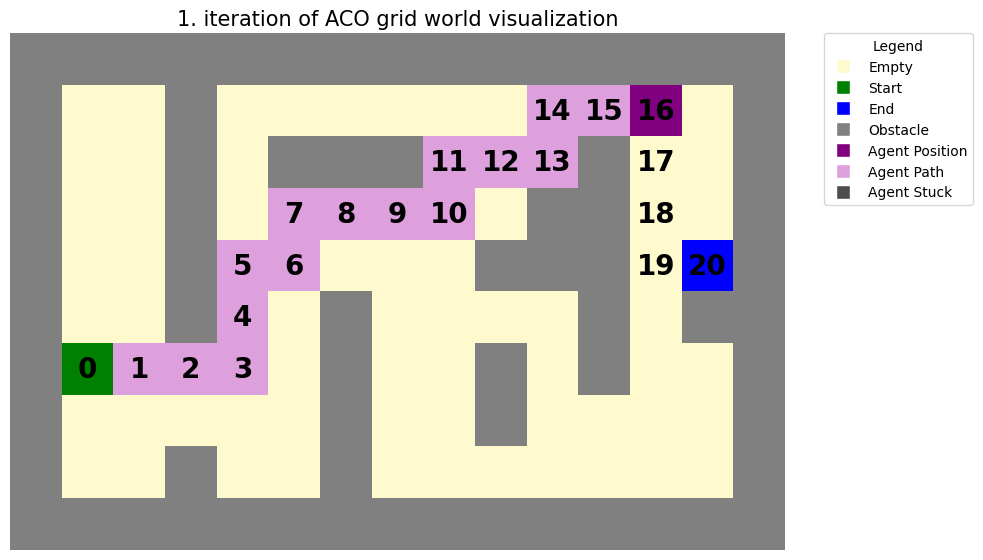 1. iteration of ACO grid world visualization
14 15 16
11 12 13 17
7 8 9 10 18
5 6 19 20
4
0 1 2 3
Legend
Empty
Start
End
Obstacle
Agent Position
Agent Path
Agent Stuck